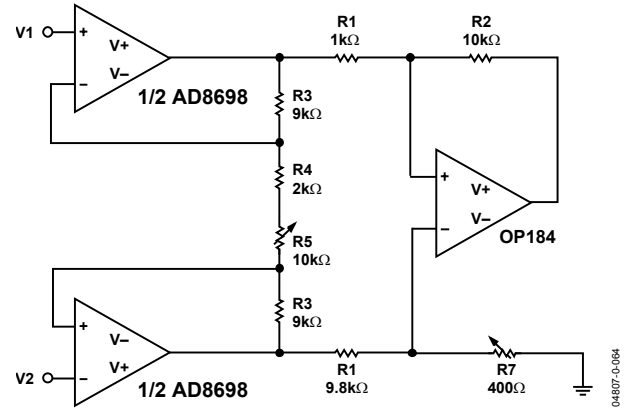 V1
+
V+
V–
–
1/2 AD8698
R1
1kΩ
R2
10kΩ
R3
9kΩ
R4
2kΩ
R5
10kΩ
+
V+
V–
–
OP184
R3
9kΩ
+
V–
V+
–
V2
1/2 AD8698
R1
9.8kΩ
R7
400Ω
04807-0-064